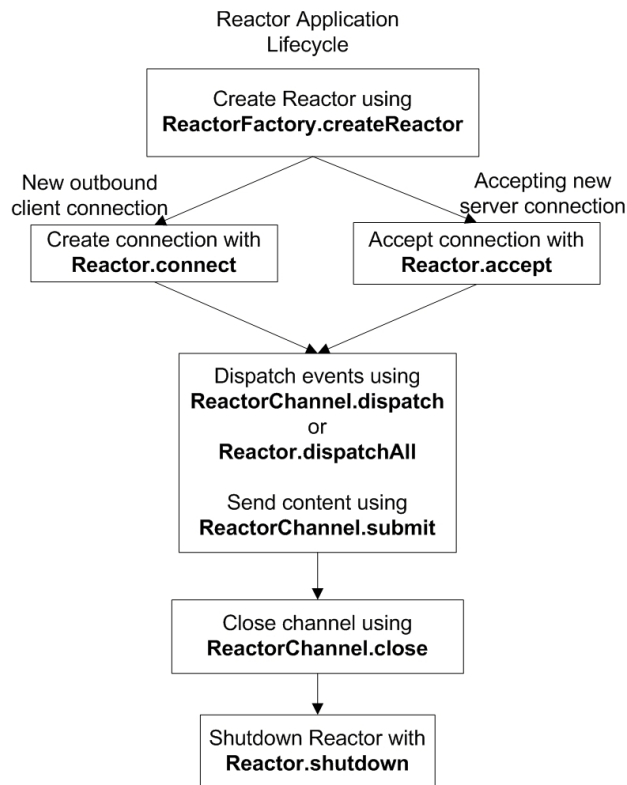 Reactor Application
Lifecycle
Create Reactor using
ReactorFactory.createReactor
New outbound
client connection
Accepting new
server connection
Create connection with
Reactor.connect
Accept connection with
Reactor.accept
Dispatch events using
ReactorChannel.dispatch
or
Reactor.dispatchAll
Send content using
ReactorChannel.submit
Close channel using
ReactorChannel.close
Shutdown Reactor with
Reactor.shutdown